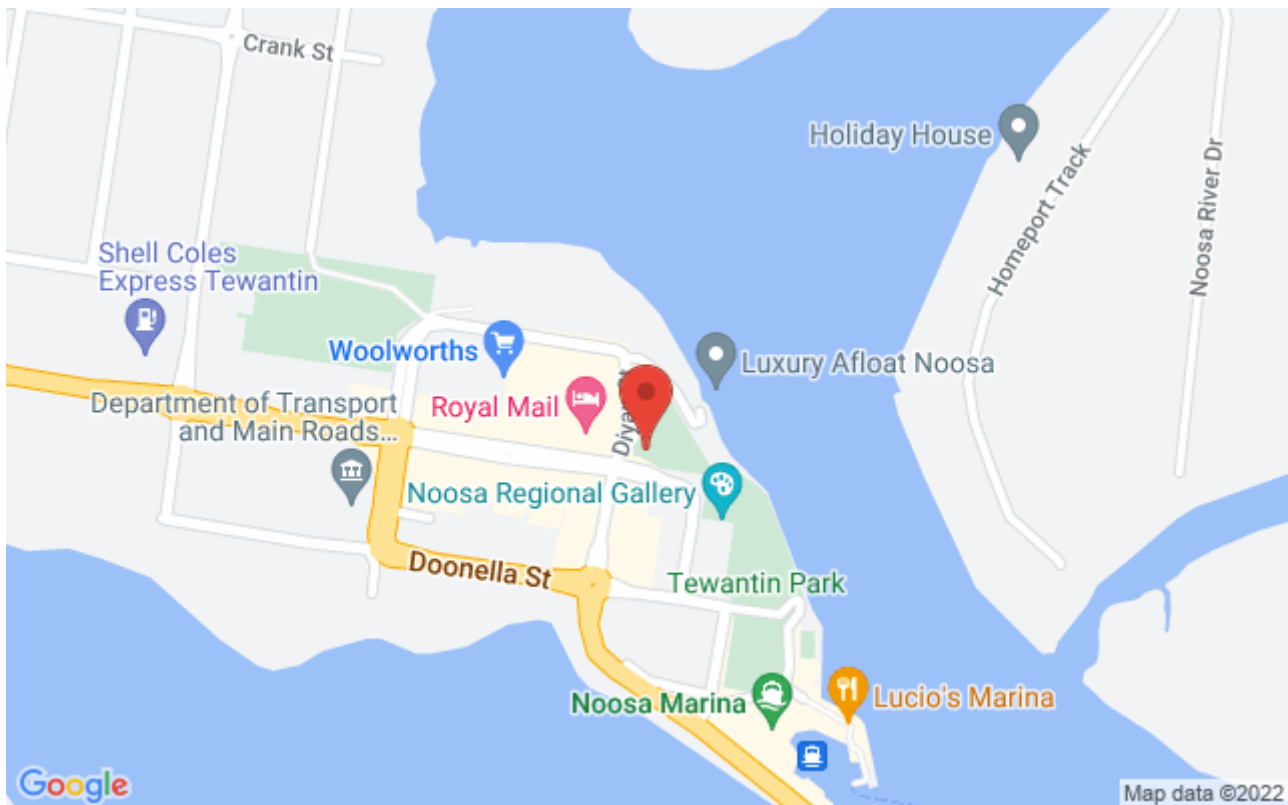 Crank St
Holiday House
Homeport Track
Noosa River Dr
Shell Coles
Express Tewantin
Woolworths
Luxury Afloat Noosa
Royal Mail
Department of Transport
and Main Roads...
Noosa Regional Gallery
Doonella St
Tewantin Park
Noosa Marina
Lucio's Marina
Google
Map data ©2022